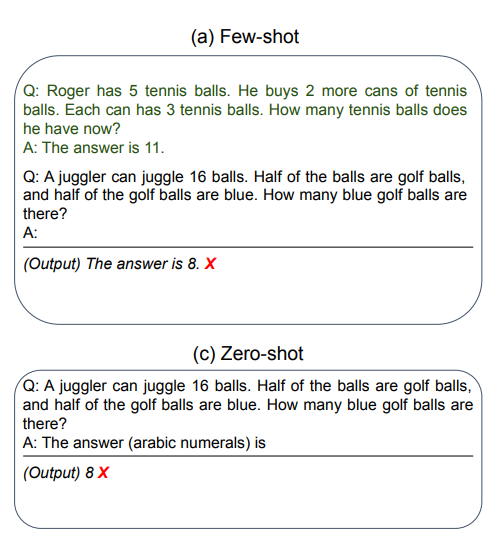 (a) Few-shot
Q: Roger has 5 tennis balls. He buys 2 more cans of tennis
balls. Each can has 3 tennis balls. How many tennis balls does
he have now?
A: The answer is 11.
Q: A juggler can juggle 16 balls. Half of the balls are golf balls,
and half of the golf balls are blue. How many blue golf balls are
there?
A:
(Output) The answer is 8. X
(c) Zero-shot
Q: A juggler can juggle 16 balls. Half of the balls are golf balls,
and half of the golf balls are blue. How many blue golf balls are
there?
A: The answer (arabic numerals) is
(Output) 8 X